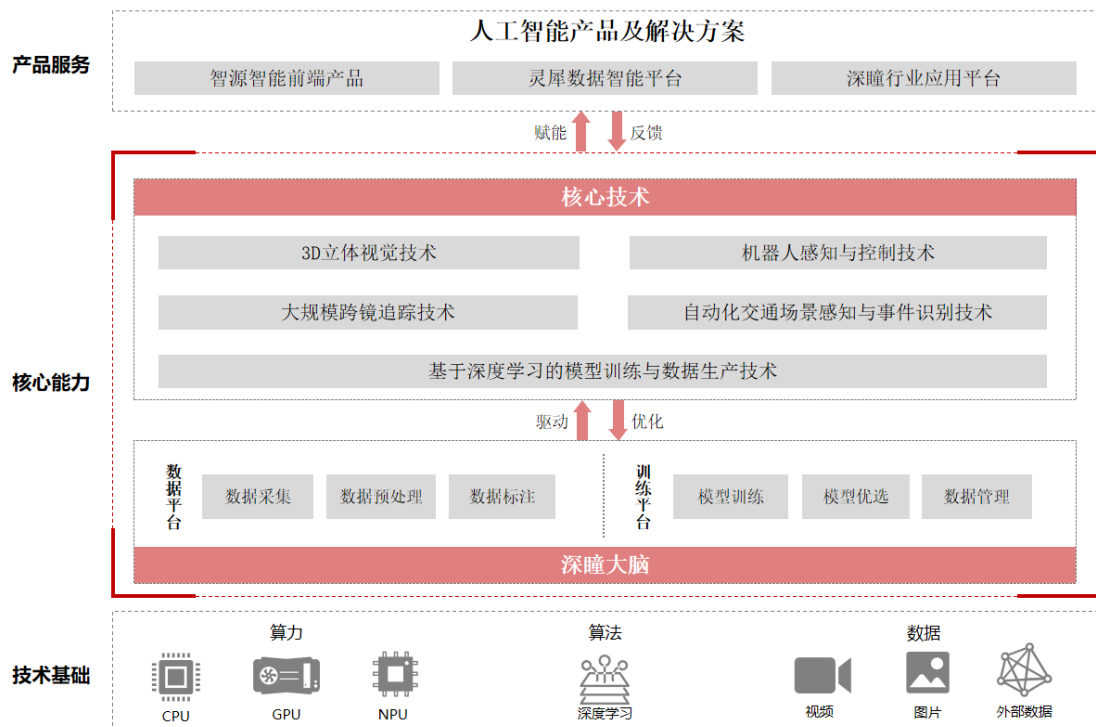 人工智能产品及解决方案
产品服务
智源智能前端产品
灵犀数据智能平台
深瞳行业应用平台
赋能
反馈
核心能力
核心技术
3D立体视觉技术
机器人感知与控制技术
大规模跨镜追踪技术
自动化交通场景感知与事件识别技术
基于深度学习的模型训练与数据生产技术
驱动
优化
数据平台
数据采集
数据预处理
数据标注
训练平台
模型训练
模型优选
数据管理
深瞳大脑
技术基础
算力
算法
数据
CPU
GPU
NPU
深度学习
视频
图片
外部数据